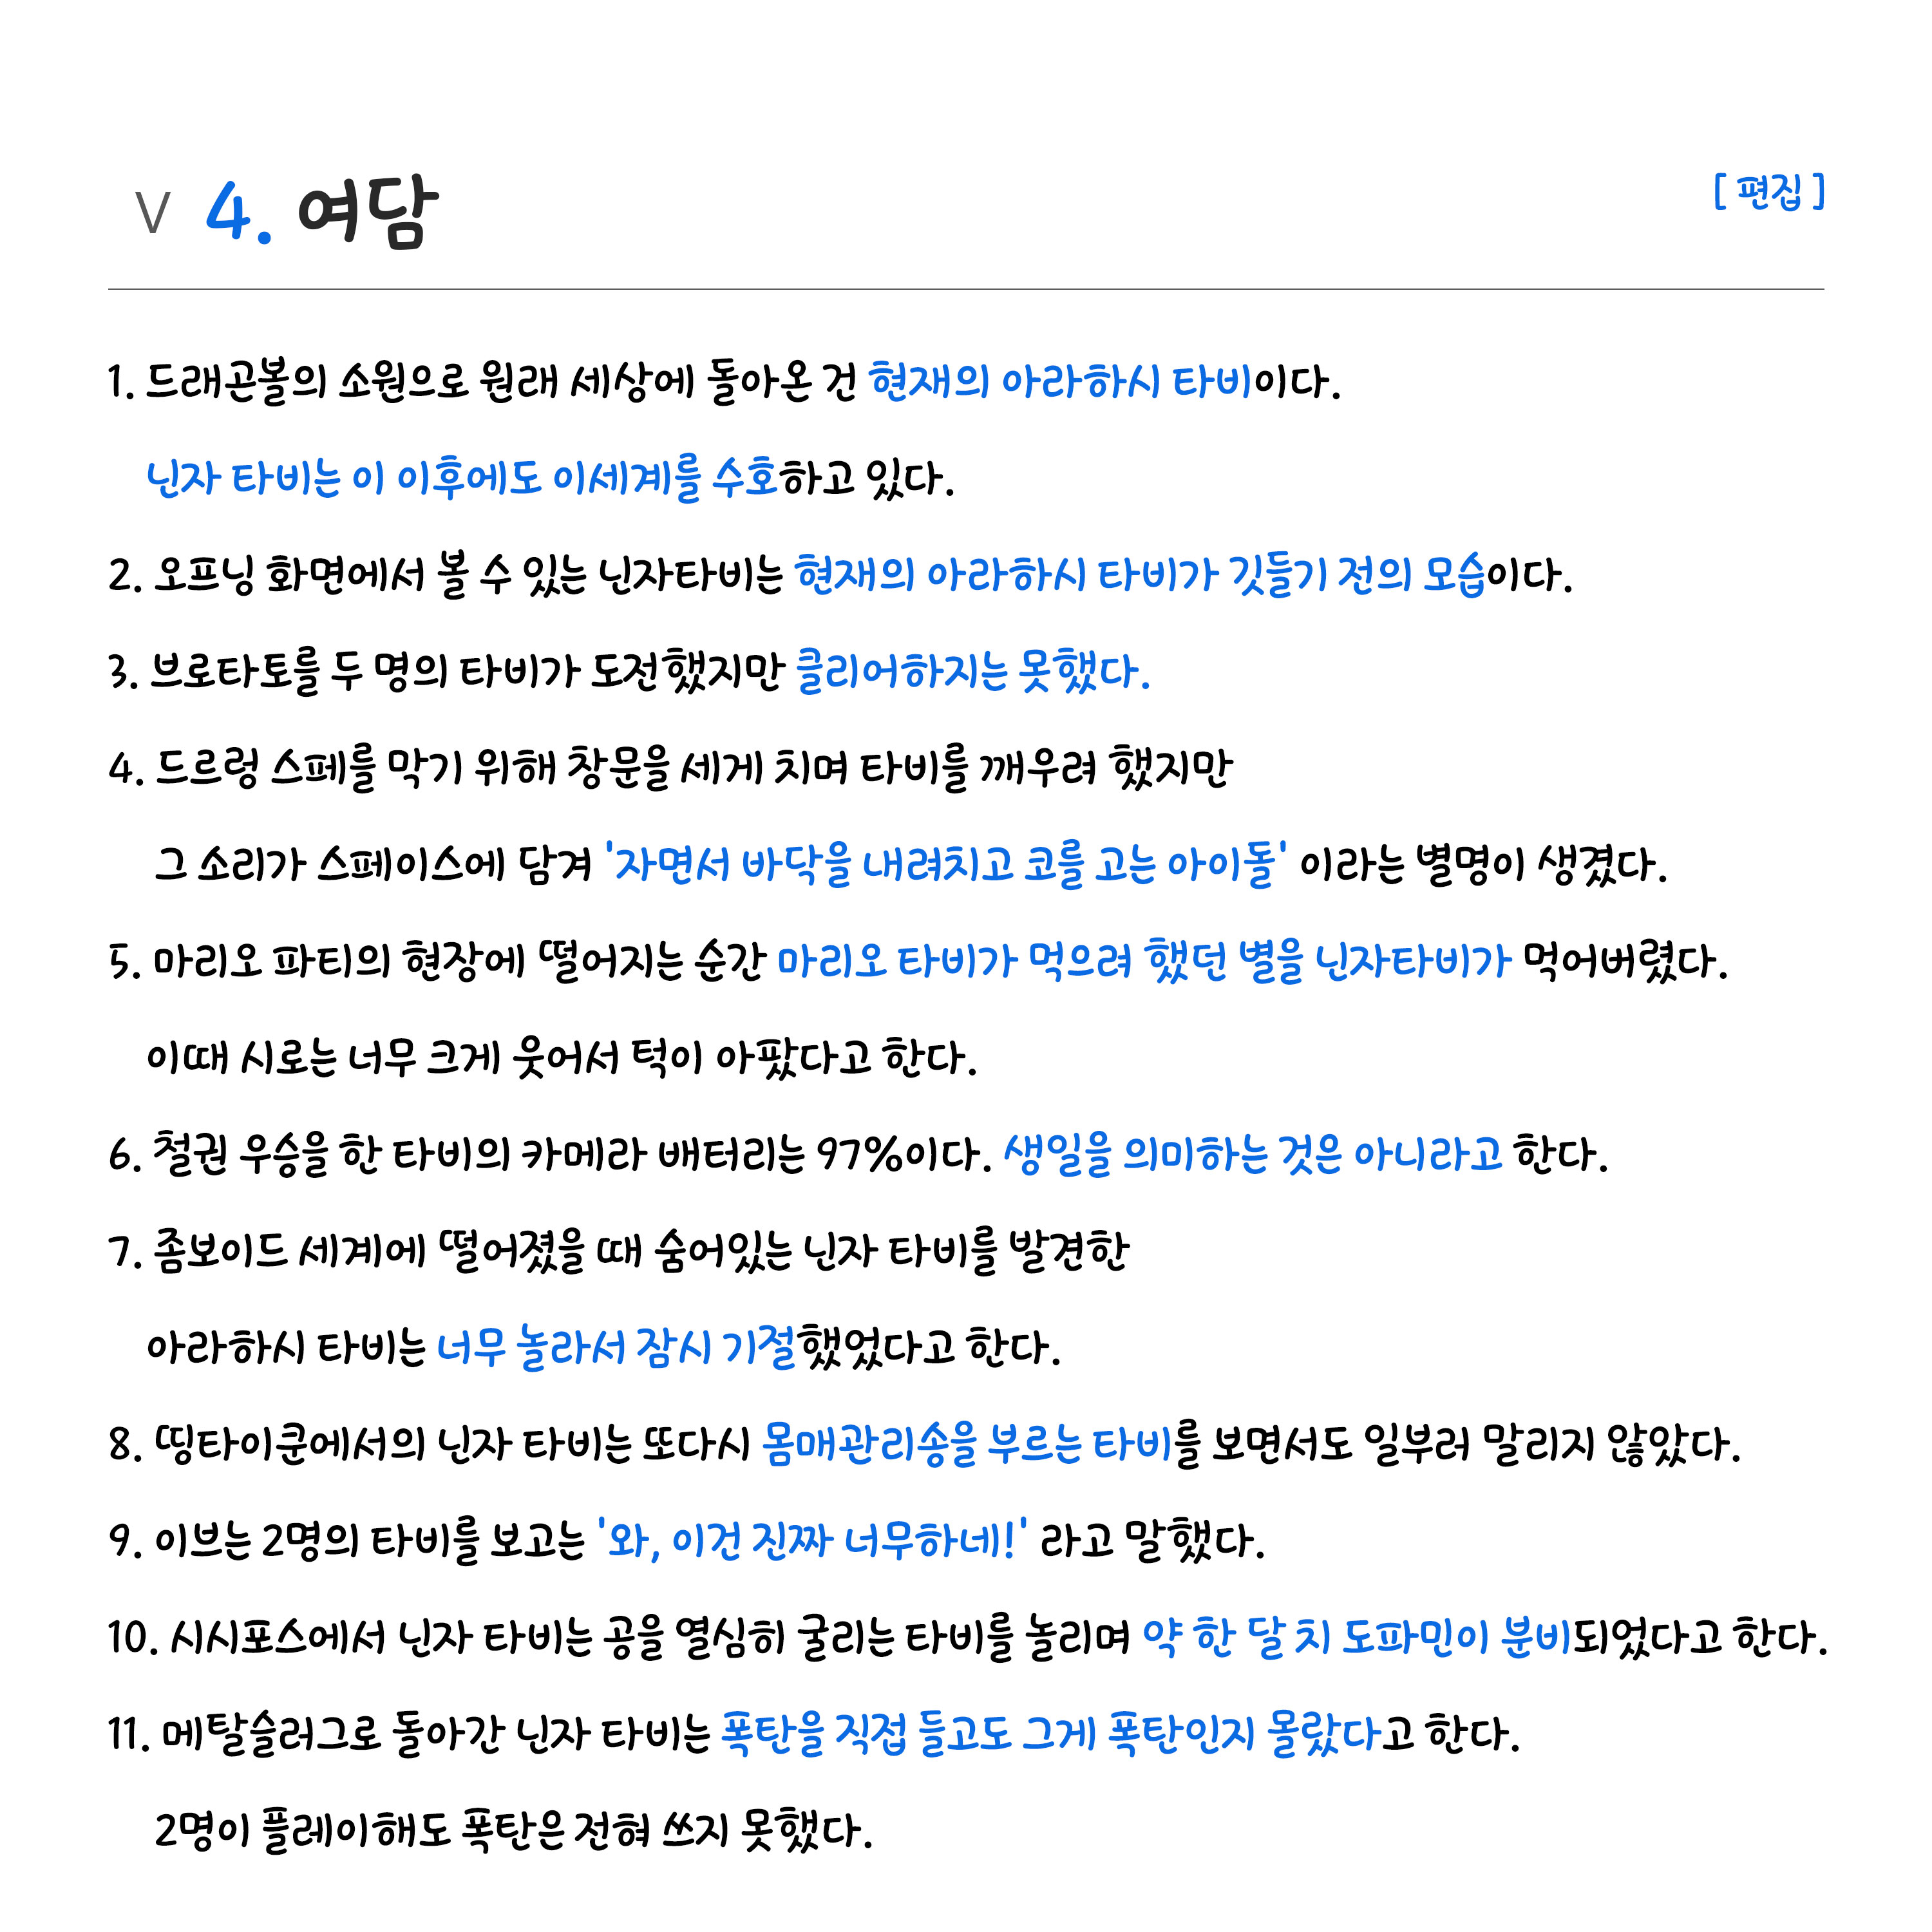 V 4. 여담
[ 편집 ]
1. 드래곤볼의 소원으로 원래 세상에 돌아온 건 현재의 아라하시 타비이다.
닌자 타비는 이 이후에도 이세계를 수호하고 있다.
2. 오프닝 화면에서 볼 수 있는 닌자타비는 현재의 아라하시 타비가 깃들기 전의 모습이다.
3. 브로타토를 두 명의 타비가 도전했지만 클리어하지는 못했다.
4. 드르렁 스페를 막기 위해 창문을 세게 치며 타비를 깨우려 했지만
그 소리가 스페이스에 담겨 '자면서 바닥을 내려치고 코를 고는 아이돌' 이라는 별명이 생겼다.
5. 마리오 파티의 현장에 떨어지는 순간 마리오 타비가 먹으려 했던 별을 닌자타비가 먹어버렸다.
이때 시로는 너무 크게 웃어서 턱이 아팠다고 한다.
6. 철권 우승을 한 타비의 카메라 배터리는 97%이다. 생일을 의미하는 것은 아니라고 한다.
7. 좀보이드 세계에 떨어졌을 때 숨어있는 닌자 타비를 발견한
아라하시 타비는 너무 놀라서 잠시 기절했었다고 한다.
8. 띵타이쿤에서의 닌자 타비는 또다시 몸매관리송을 부르는 타비를 보면서도 일부러 말리지 않았다.
9. 이브는 2명의 타비를 보고는 '와, 이건 진짜 너무하네!' 라고 말했다.
10. 시시포스에서 닌자 타비는 공을 열심히 굴리는 타비를 놀리며 약 한 달 치 도파민이 분비되었다고 한다.
11. 메탈슬러그로 돌아간 닌자 타비는 폭탄을 직접 들고도 그게 폭탄인지 몰랐다고 한다.
2명이 플레이해도 폭탄은 전혀 쓰지 못했다.